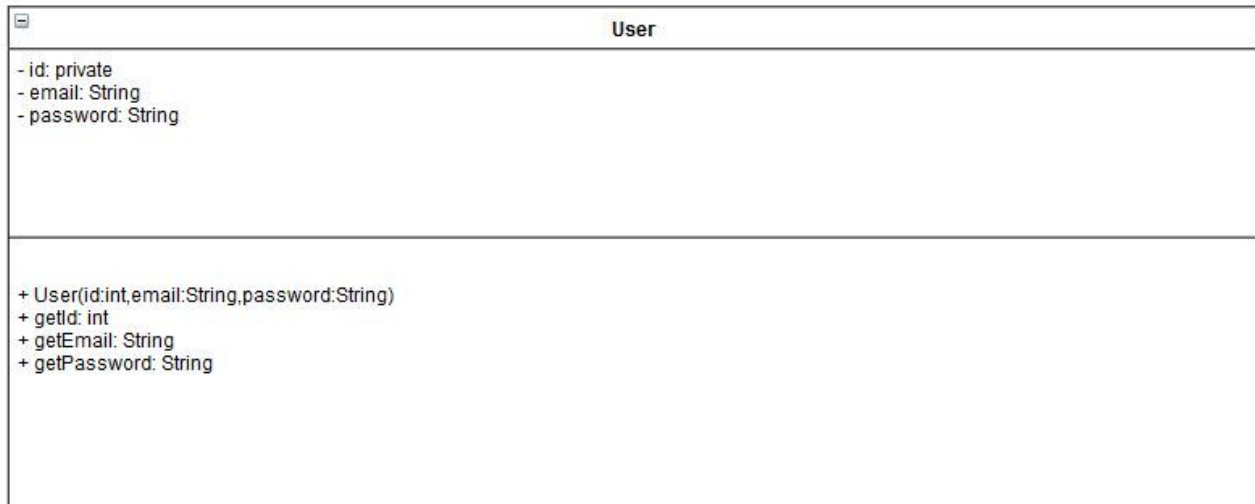 User
- id: private
- email: String
- password: String
+ User(id:int,email:String,password:String)
+ getId: int
+ getEmail: String
+ getPassword: String